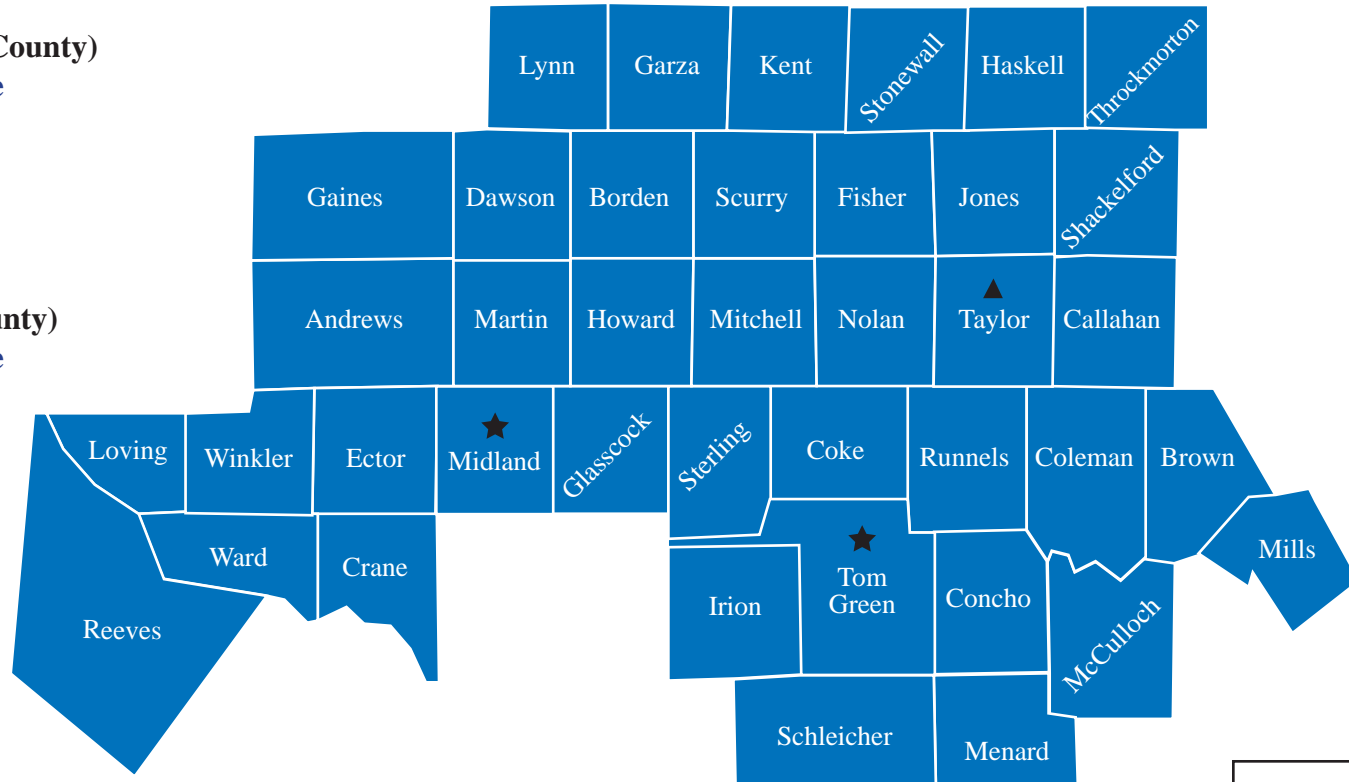 County)
e
Lynn
Garza
Kent
Stonewall
Haskell
Throckmorton
Gaines
Dawson
Borden
Scurry
Fisher
Jones
Shackelford
unty)
e
Andrews
Martin
Howard
Mitchell
Nolan
Taylor
Callahan
Loving
Winkler
Ector
Midland
Glasscock
Sterling
Coke
Runnels
Coleman
Brown
Mills
Ward
Crane
Reeves
Irion
Tom
Green
Concho
McCulloch
Schleicher
Menard